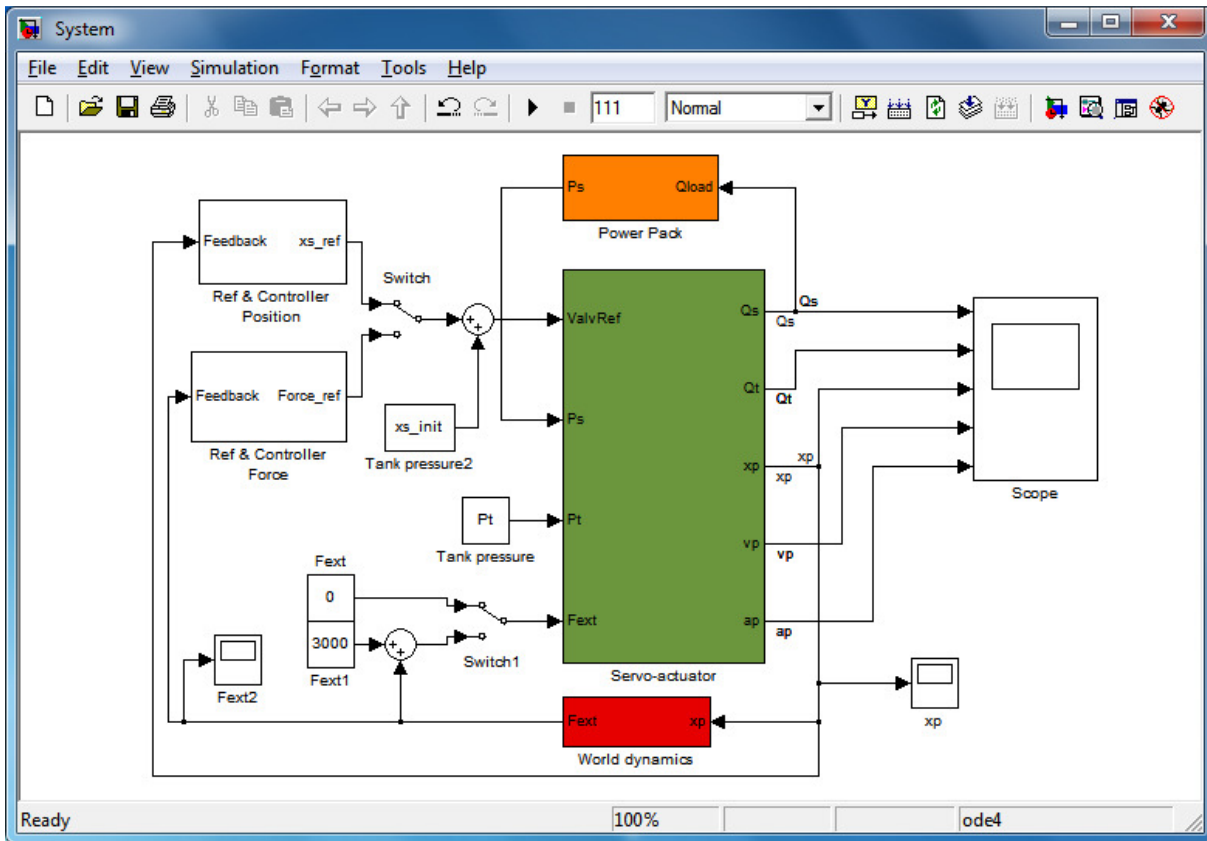 System
File Edit View Simulation Format Tools Help
111 Normal
Ps Qload
Power Pack
Feedback xs_ref
Ref & Controller
Position
Switch
Feedback Force_ref
Ref & Controller
Force
xs_init
Tank pressure2
Pt
Tank pressure
Fext
0
3000
Fext1
Switch1
Fext2
ValvRef
Ps
Pt
Fext
Qs
Qt
xp
vp
ap
Servo-actuator
Qs
Qs
Qt
xp
xp
vp
ap
Scope
xp
Fext xp
World dynamics
Ready 100% ode4